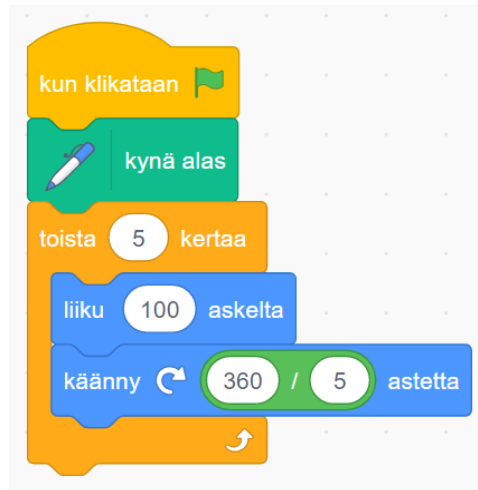 kun klikataan
kynä alas
toista 5 kertaa
liiku 100 askelta
käänny 360 / 5 astetta